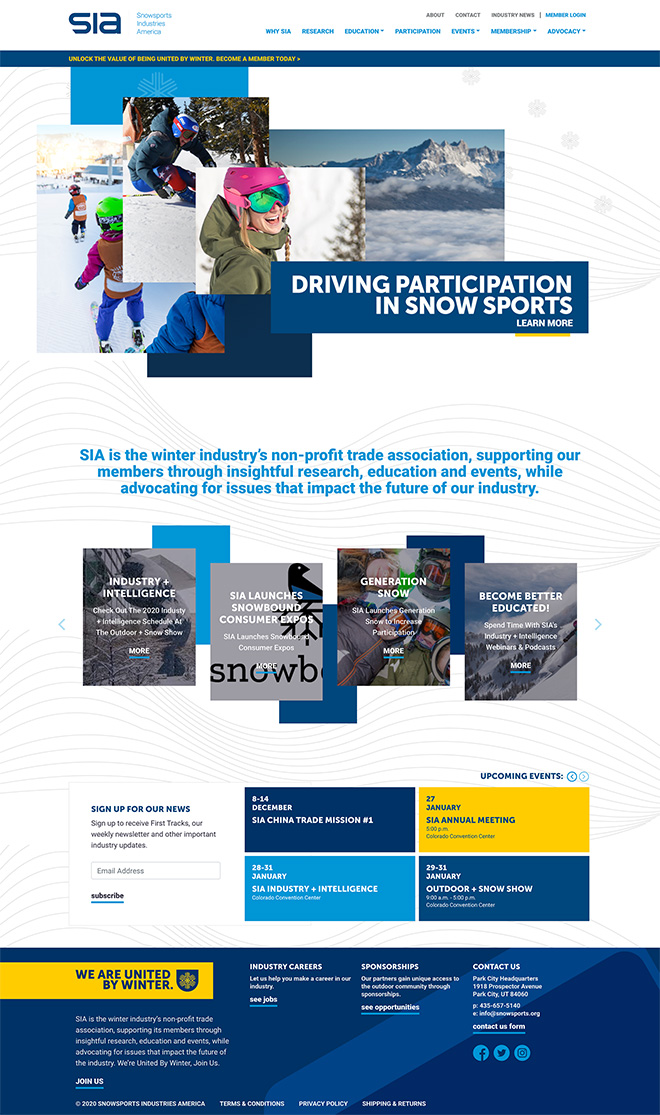 SIA
Snowsports
Industries
America
ABOUT CONTACT INDUSTRY NEWS | MEMBER LOGIN
WHY SIA RESEARCH EDUCATION PARTICIPATION EVENTS MEMBERSHIP ADVOCACY
UNLOCK THE VALUE OF BEING UNITED BY WINTER. BECOME A MEMBER TODAY >
DRIVING PARTICIPATION
IN SNOW SPORTS
LEARN MORE
SIA is the winter industry's non-profit trade association, supporting our
members through insightful research, education and events, while
advocating for issues that impact the future of our industry.
INDUSTRY +
INTELLIGENCE
Check Out The 2020 Industy
+ Intelligence Schedule At
The Outdoor + Snow Show
MORE
SIA LAUNCHES
SNOWBOUND
CONSUMER EXPOS
SIA Launches Snowbound
Consumer Expos
MORE
snowb
GENERATION
SNOW
SIA Launches Generation
Snow to Increase
Participation
MORE
BECOME BETTER
EDUCATED!
Spend Time With SIA's
Industry + Intelligence
Webinars & Podcasts
MORE
UPCOMING EVENTS:
SIGN UP FOR OUR NEWS
Sign up to receive First Tracks, our
weekly newsletter and other important
industry updates.
Email Address
subscribe
8-14
DECEMBER
SIA CHINA TRADE MISSION #1
27
JANUARY
SIA ANNUAL MEETING
5:00 p.m.
Colorado Convention Center
28-31
JANUARY
SIA INDUSTRY + INTELLIGENCE
Colorado Convention Center
29-31
JANUARY
OUTDOOR + SNOW SHOW
9:00 a.m. - 5:00 p.m.
Colorado Convention Center
WE ARE UNITED
BY WINTER.
SIA is the winter industry's non-profit trade
association, supporting its members through
insightful research, education and events, while
advocating for issues that impact the future of
the industry. We're United By Winter, Join Us.
JOIN US
INDUSTRY CAREERS
Let us help you make a career in our
industry.
see jobs
SPONSORSHIPS
Our partners gain unique access to
the outdoor community through
sponsorships.
see opportunities
CONTACT US
Park City Headquarters
1918 Prospector Avenue
Park City, UT 84060
p: 435-657-5140
e: info@snowsports.org
contact us form
© 2020 SNOWSPORTS INDUSTRIES AMERICA TERMS & CONDITIONS PRIVACY POLICY SHIPPING & RETURNS